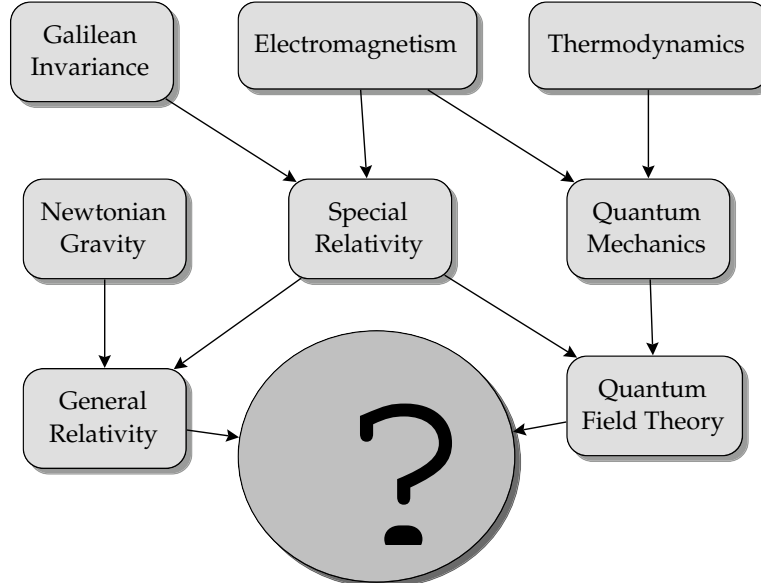 Galilean
Invariance
Electromagnetism
Thermodynamics
Newtonian
Gravity
Special
Relativity
Quantum
Mechanics
General
Relativity
?
Quantum
Field Theory